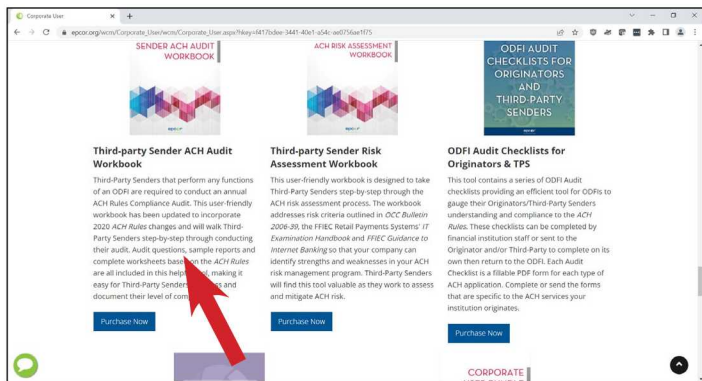 Corporate User
epcor.org/wcm/Corporate_User/wcm/Corporate_User.aspx?hkey=f417bdee-3441-40e1-a54c-ae0756ae1f75
SENDER ACH AUDIT
WORKBOOK
epcor
Third-party Sender ACH Audit
Workbook
Third-Party Senders that perform any functions
of an ODFI are required to conduct an annual
ACH Rules Compliance Audit. This user-friendly
workbook has been updated to incorporate
2020 ACH Rules changes and will walk Third-
Party Senders step-by-step through conducting
their audit. Audit questions, sample reports and
complete worksheets based on the ACH Rules
are all included in this helpful tool, making it
easy for Third-Party Senders and
document their level of
Purchase Now
ACH RISK ASSESSMENT
WORKBOOK
epcor
Third-party Sender Risk
Assessment Workbook
This user-friendly workbook is designed to take
Third-Party Senders step-by-step through the
ACH risk assessment process. The workbook
addresses risk criteria outlined in OCC Bulletin
2006-39, the FFIEC Retail Payments Systems' IT
Examination Handbook and FFIEC Guidance to
Internet Banking so that your company can
identify strengths and weaknesses in your ACH
risk management program. Third-Party Senders
will find this tool valuable as they work to assess
and mitigate ACH risk.
Purchase Now
ODFI AUDIT
CHECKLISTS FOR
ORIGINATORS
AND
THIRD-PARTY
SENDERS
epcor
ODFI Audit Checklists for
Originators & TPS
This tool contains a series of ODFI Audit
checklists providing an efficient tool for ODFIs to
gauge their Originators/Third-Party Senders
understanding and compliance to the ACH
Rules. These checklists can be completed by
financial institution staff or sent to the
Originator and/or Third-Party to complete on its
own then return to the ODFI. Each Audit
Checklist is a fillable PDF form for each type of
ACH application. Complete or send the forms
that are specific to the ACH services your
institution originates.
Purchase Now
CORPORATE